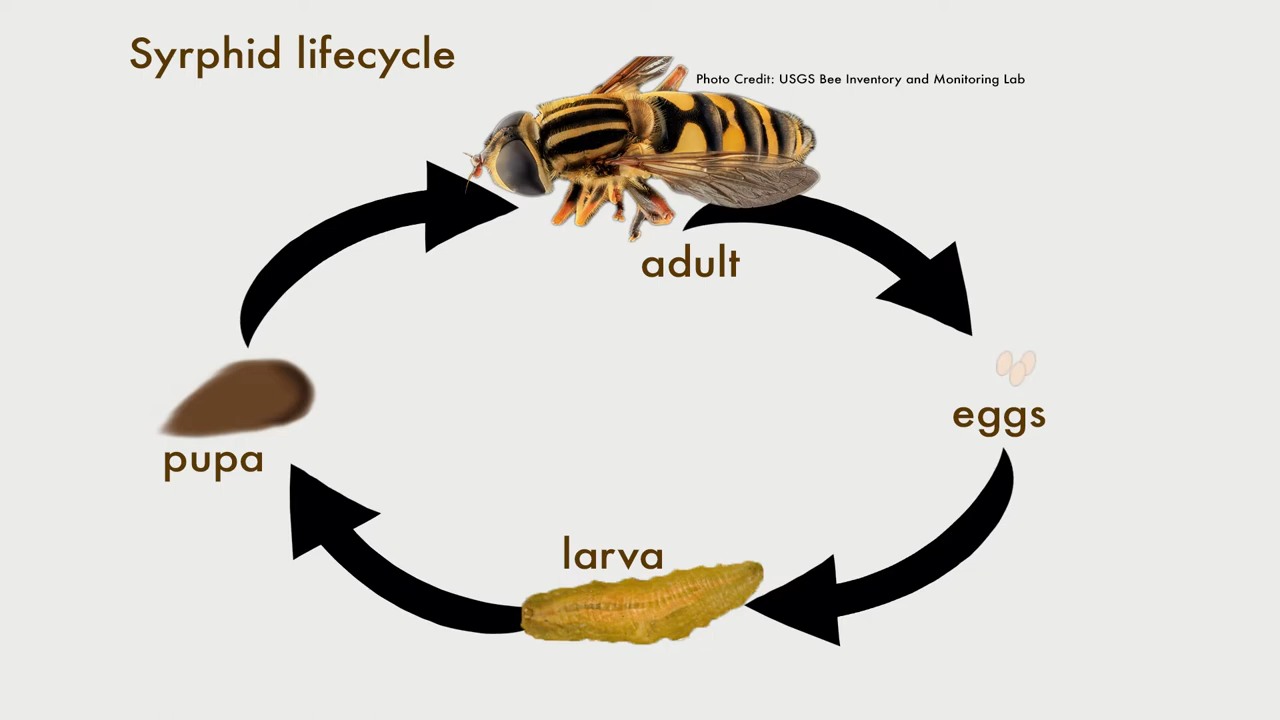 Syrphid lifecycle
Photo Credit: USGS Bee Inventory and Monitoring Lab
adult
eggs
larva
pupa